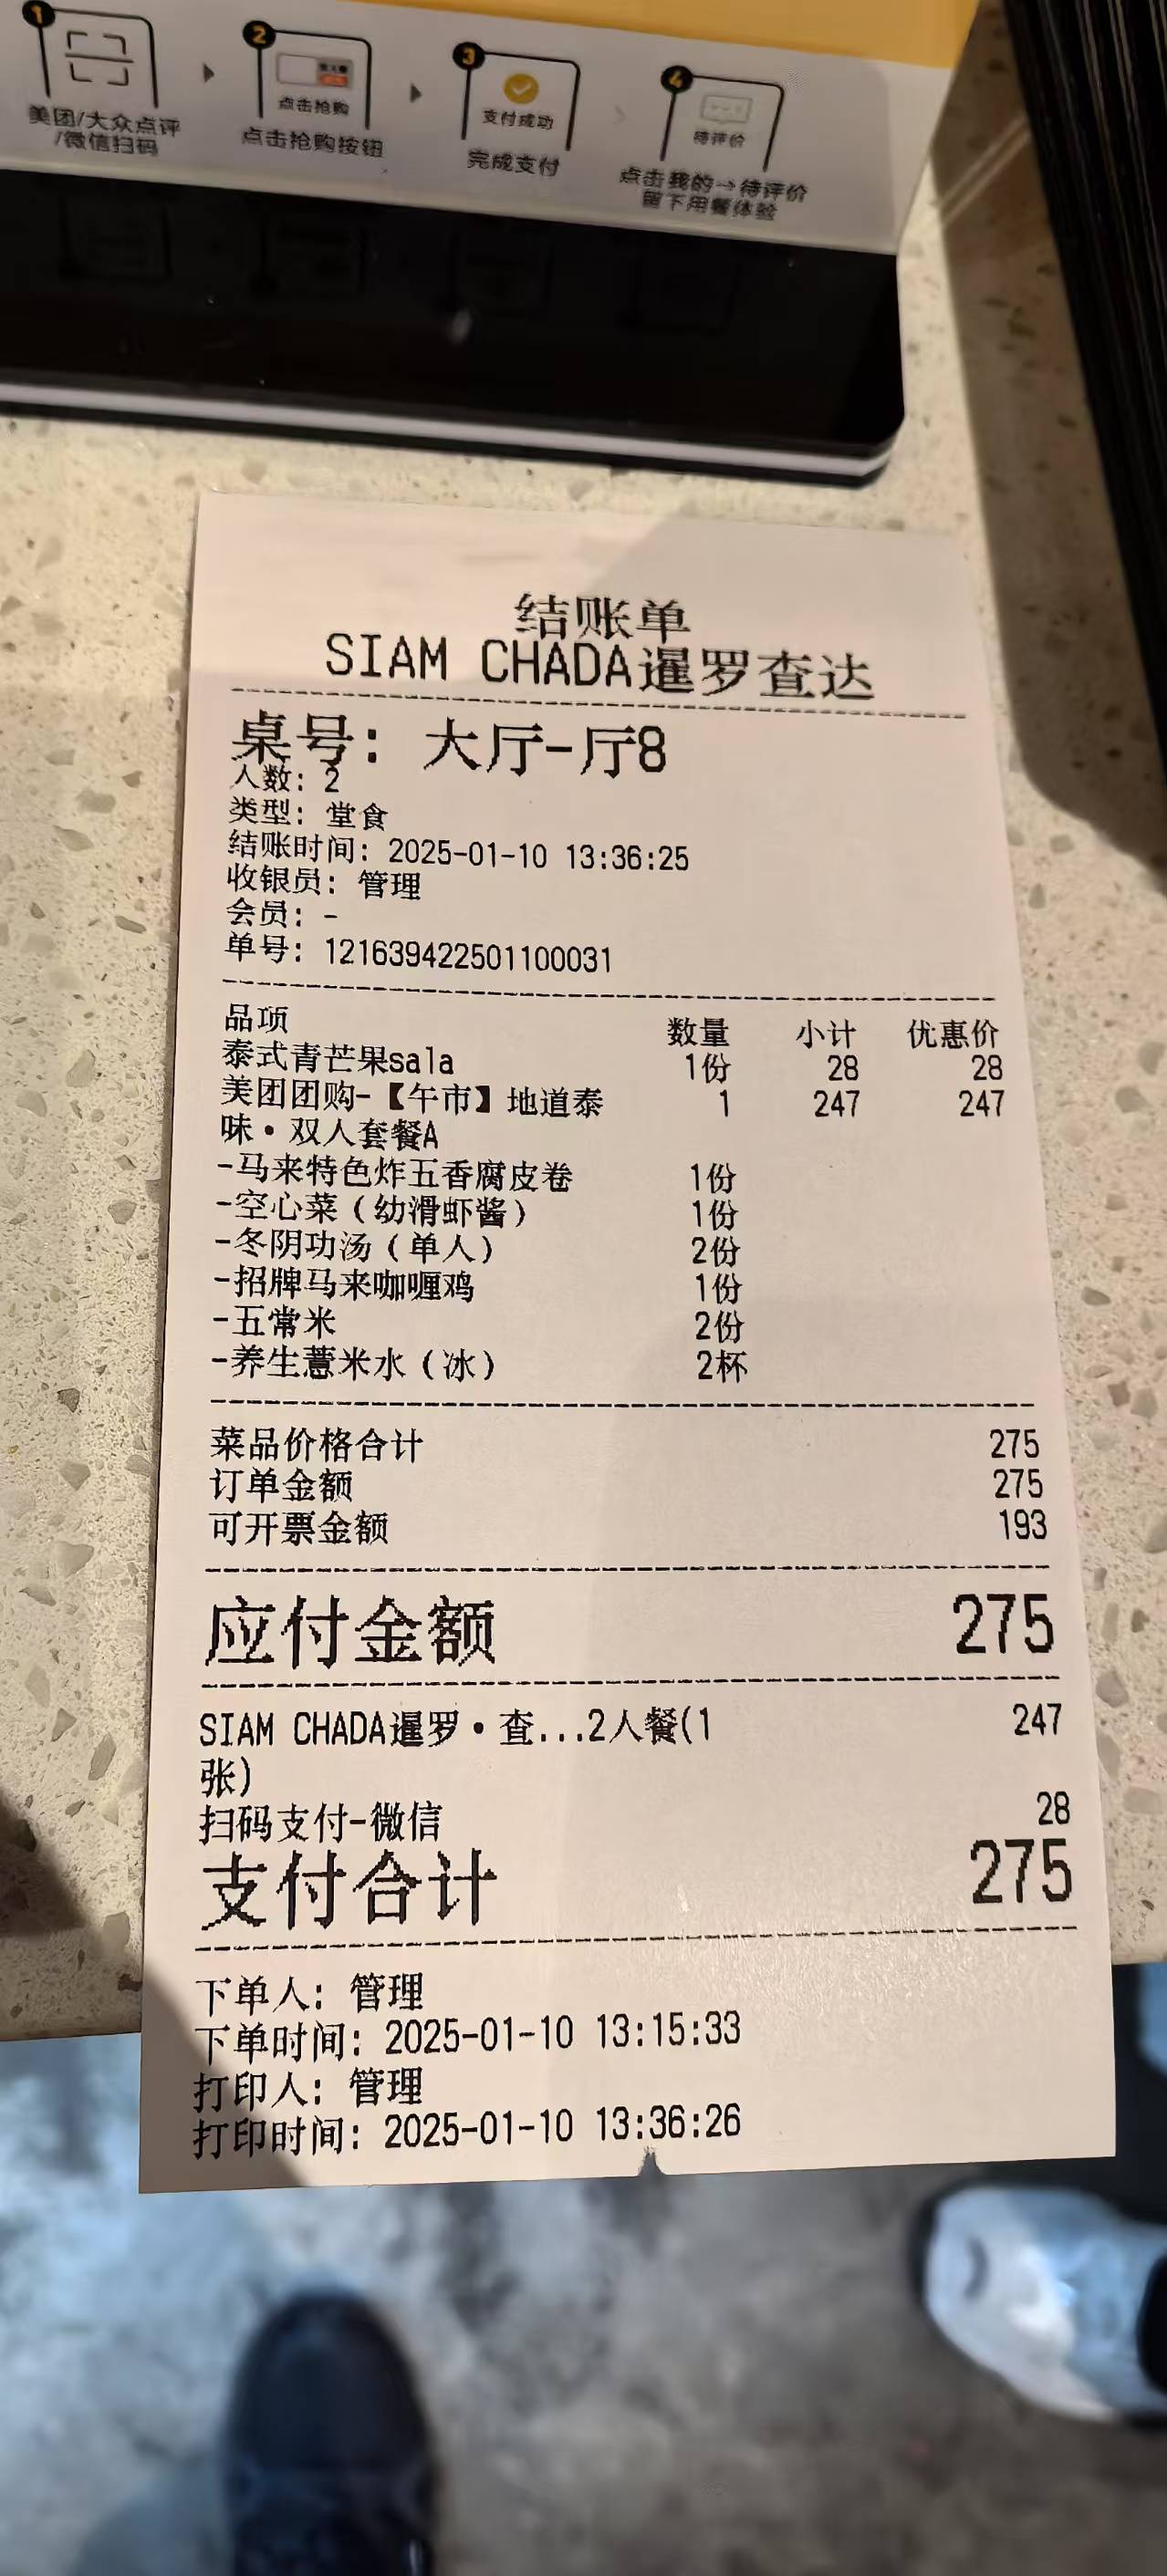 1
2
3
4
点击抢购
支付成功
待评价
美团/大众点评
/微信扫码
点击抢购按钮
完成支付
点击我的→待评价
留下用餐体验
结账单
SIAM CHADA暹罗查达
桌号: 大厅-厅8
人数: 2
类型: 堂食
结账时间: 2025-01-10 13:36:25
收银员: 管理
会员: -
单号: 121639422501100031
品项 数量 小计 优惠价
泰式青芒果sala 1份 28 28
美团团购-【午市】地道泰 1 247 247
味·双人套餐A
-马来特色炸五香腐皮卷 1份
-空心菜(幼滑虾酱) 1份
-冬阴功汤(单人) 2份
-招牌马来咖喱鸡 1份
-五常米 2份
-养生薏米水(冰) 2杯
菜品价格合计 275
订单金额 275
可开票金额 193
应付金额 275
SIAM CHADA暹罗·查...2人餐(1 247
张)
扫码支付-微信 28
支付合计 275
下单人: 管理
下单时间: 2025-01-10 13:15:33
打印人: 管理
打印时间: 2025-01-10 13:36:26